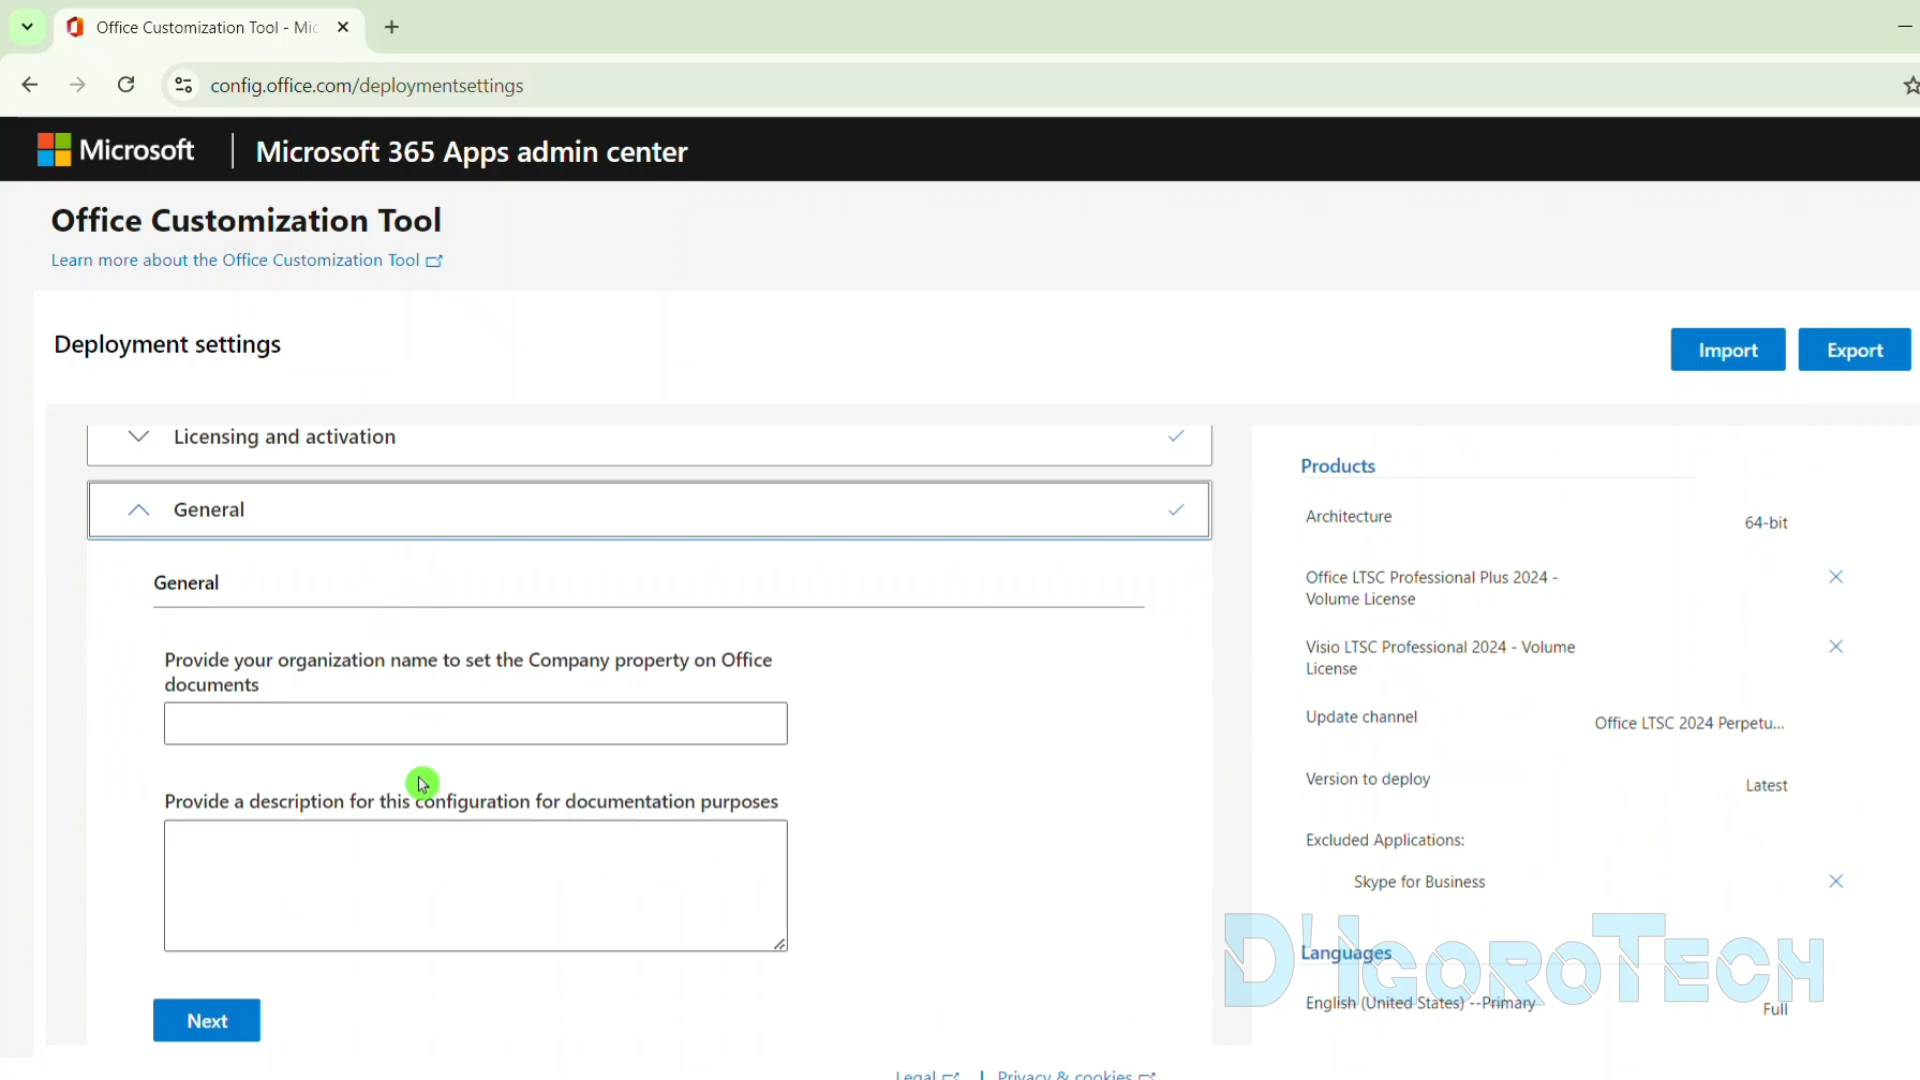 Office Customization Tool - Mic
config.office.com/deploymentsettings
Microsoft
Microsoft 365 Apps admin center
Office Customization Tool
Learn more about the Office Customization Tool
Deployment settings
Import
Export
Licensing and activation
General
General
Provide your organization name to set the Company property on Office
documents
Provide a description for this configuration for documentation purposes
Next
Products
Architecture
64-bit
Office LTSC Professional Plus 2024 -
Volume License
Visio LTSC Professional 2024 - Volume
License
Update channel
Office LTSC 2024 Perpetu...
Version to deploy
Latest
Excluded Applications:
Skype for Business
Languages
English (United States) --Primary
Full
D'IGOROTECH
Legal
Privacy & cookies